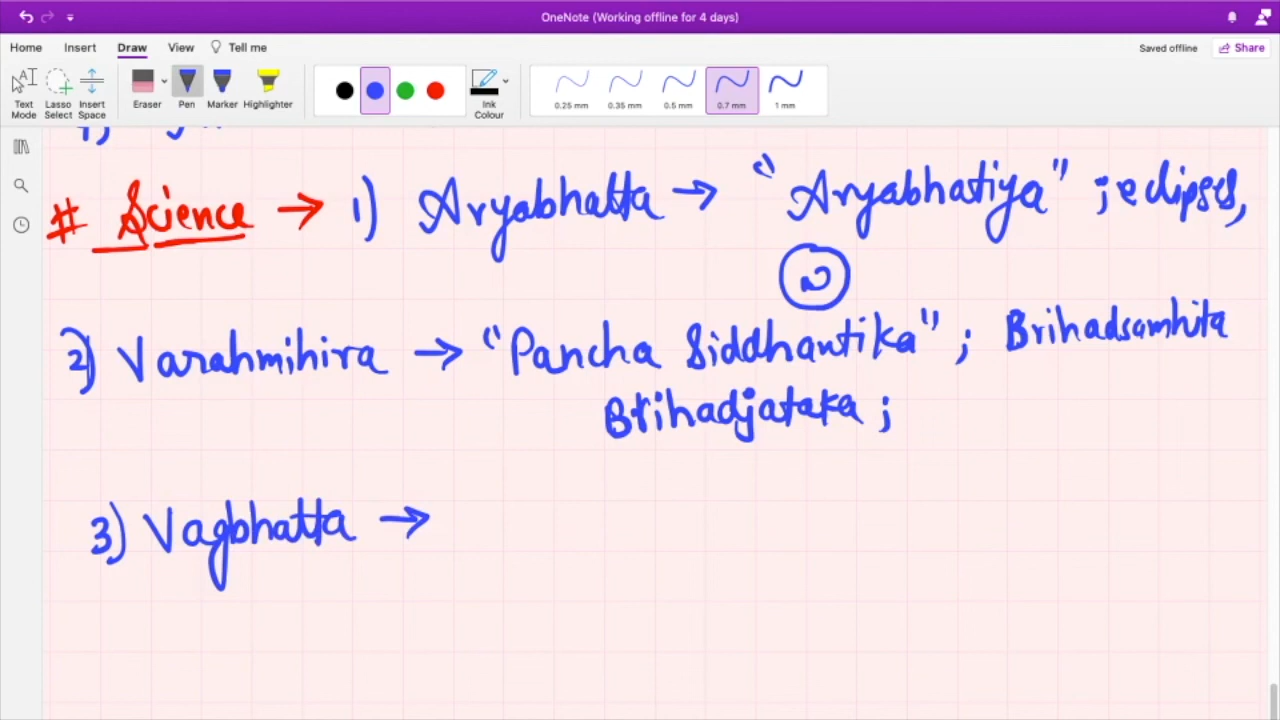 OneNote (Working offline for 4 days)
Home Insert Draw View Tell me Saved offline Share
Text Mode Lasso Select Insert Space Eraser Pen Marker Highlighter Ink Colour 0.25 mm 0.35 mm 0.5 mm 0.7 mm 1 mm
# Science → 1) Aryabhatta → "Aryabhatiya" ; eclipses,
2) Varahmihira → "Pancha Siddhantika" ; Brihadsamhita
Brihadjataka ;
3) Vagbhatta →